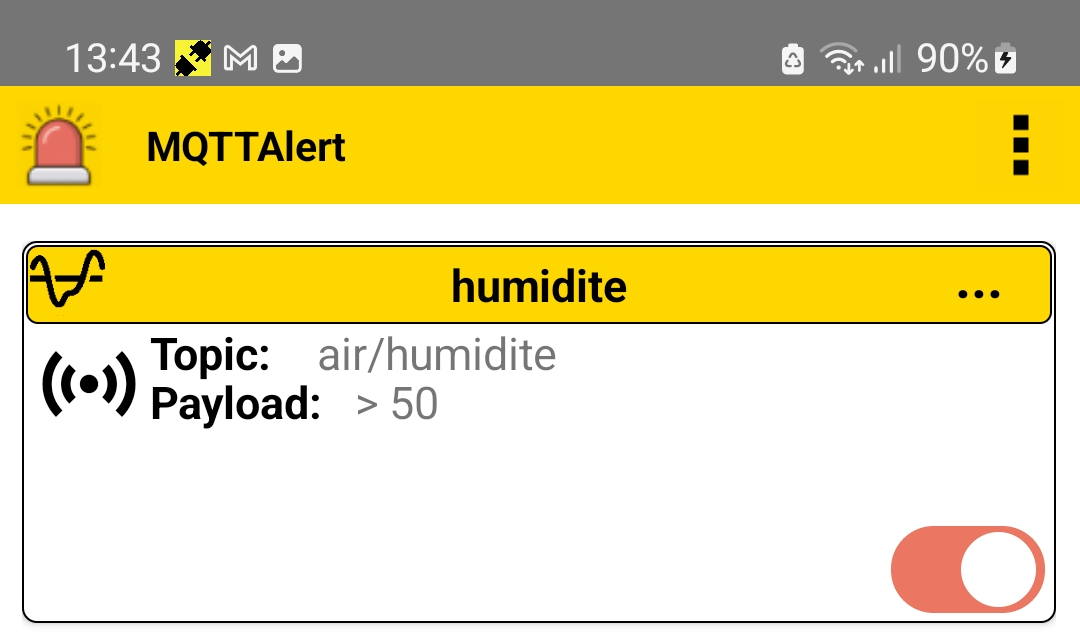 13:43 90%
MQTTAlert
humidite ...
Topic: air/humidite
Payload: > 50